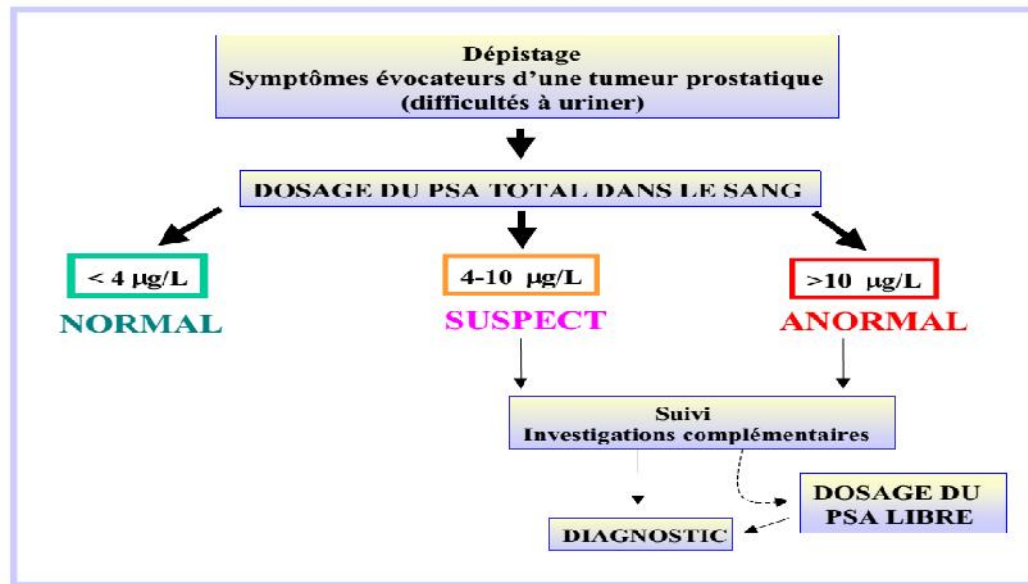 Dépistage
Symptômes évocateurs d'une tumeur prostatique
(difficultés à uriner)
DOSAGE DU PSA TOTAL DANS LE SANG
< 4 µg/L
4-10 µg/L
>10 µg/L
NORMAL
SUSPECT
ANORMAL
Suivi
Investigations complémentaires
DOSAGE DU
PSA LIBRE
DIAGNOSTIC